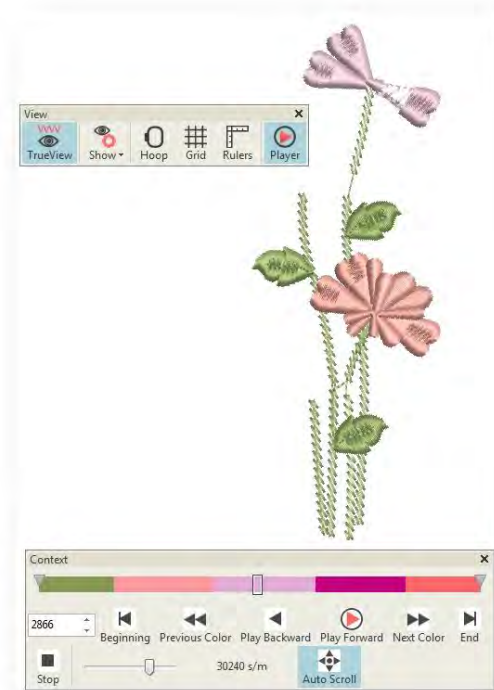 View
TrueView Show Hoop Grid Rulers Player
Context
2866 Beginning Previous Color Play Backward Play Forward Next Color End
Stop 30240 s/m Auto Scroll